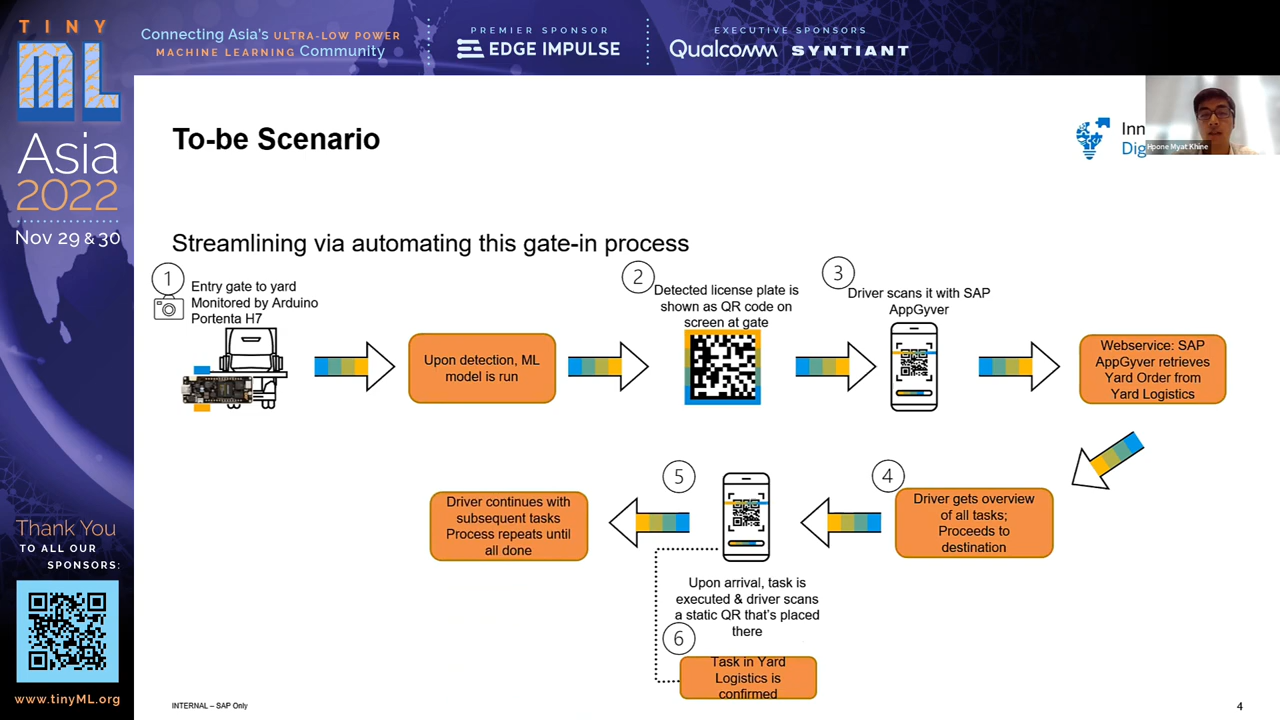 TINY
ML
Asia
2022
Nov 29 & 30
Thank You
TO ALL OUR
SPONSORS:
www.tinyML.org
Connecting Asia's ULTRA-LOW POWER
MACHINE LEARNING Community
PREMIER SPONSOR
EDGE IMPULSE
EXECUTIVE SPONSORS
Qualcomm SYNTIANT
To-be Scenario
Inn
Dig
Hpone Myat Khine
Streamlining via automating this gate-in process
1
Entry gate to yard
Monitored by Arduino
Portenta H7
Upon detection, ML
model is run
2
Detected license plate is
shown as QR code on
screen at gate
3
Driver scans it with SAP
AppGyver
Webservice: SAP
AppGyver retrieves
Yard Order from
Yard Logistics
4
Driver gets overview
of all tasks;
Proceeds to
destination
5
Upon arrival, task is
executed & driver scans
a static QR that's placed
there
Driver continues with
subsequent tasks
Process repeats until
all done
6
Task in Yard
Logistics is
confirmed
INTERNAL – SAP Only
4